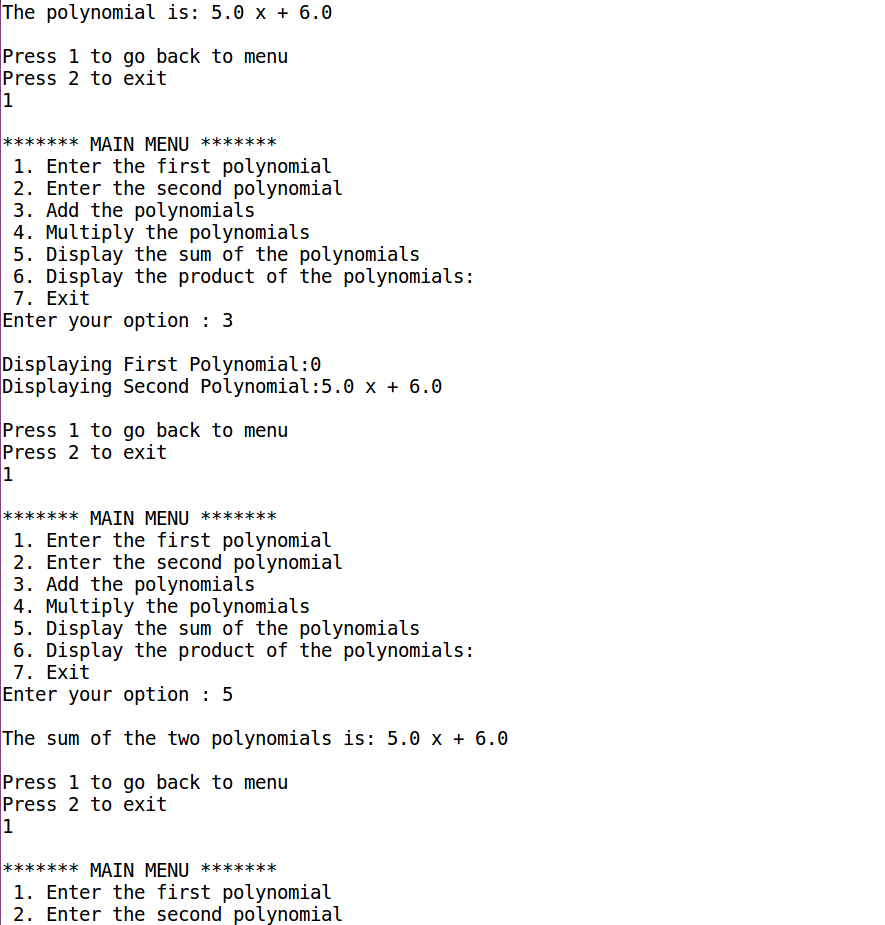 The polynomial is: 5.0 x + 6.0
Press 1 to go back to menu
Press 2 to exit
1
******* MAIN MENU *******
1. Enter the first polynomial
2. Enter the second polynomial
3. Add the polynomials
4. Multiply the polynomials
5. Display the sum of the polynomials
6. Display the product of the polynomials:
7. Exit
Enter your option : 3
Displaying First Polynomial:0
Displaying Second Polynomial:5.0 x + 6.0
Press 1 to go back to menu
Press 2 to exit
1
******* MAIN MENU *******
1. Enter the first polynomial
2. Enter the second polynomial
3. Add the polynomials
4. Multiply the polynomials
5. Display the sum of the polynomials
6. Display the product of the polynomials:
7. Exit
Enter your option : 5
The sum of the two polynomials is: 5.0 x + 6.0
Press 1 to go back to menu
Press 2 to exit
1
******* MAIN MENU *******
1. Enter the first polynomial
2. Enter the second polynomial